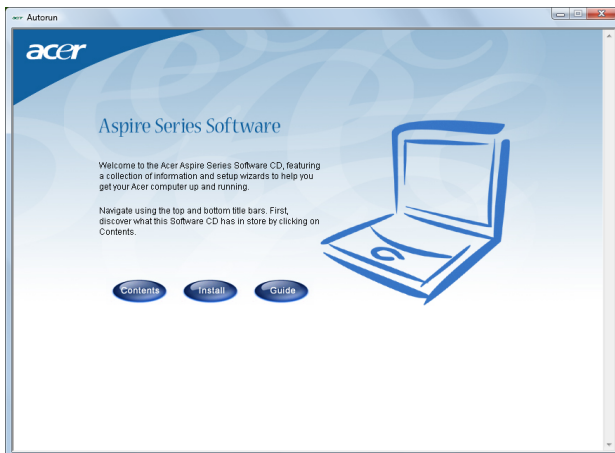 acer Autorun
acer
Aspire Series Software
Welcome to the Acer Aspire Series Software CD, featuring
a collection of information and setup wizards to help you
get your Acer computer up and running.
Navigate using the top and bottom title bars. First,
discover what this Software CD has in store by clicking on
Contents.
Contents Install Guide